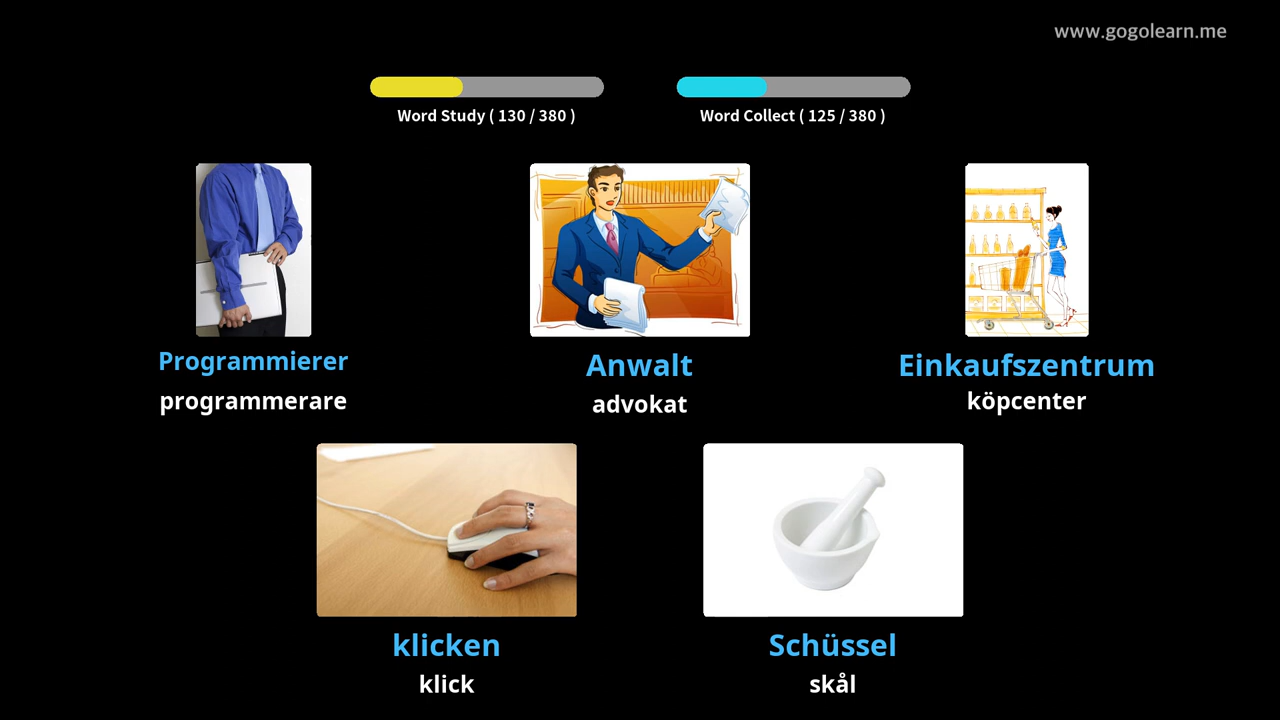 www.gogolearn.me
Word Study ( 130 / 380 )
Word Collect ( 125 / 380 )
Programmierer
programmerare
Anwalt
advokat
Einkaufszentrum
köpcenter
klicken
klick
Schüssel
skål